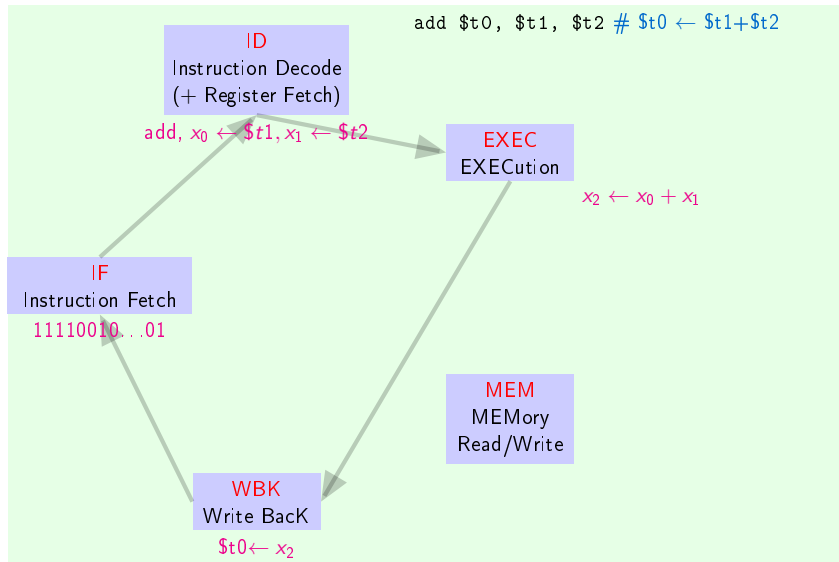 add $t0, $t1, $t2 # $t0 ← $t1+$t2
ID
Instruction Decode
(+ Register Fetch)
add, x₀ ← $t1, x₁ ← $t2
EXEC
EXECution
x₂ ← x₀ + x₁
IF
Instruction Fetch
11110010...01
MEM
MEMory
Read/Write
WBK
Write BacK
$t0← x₂